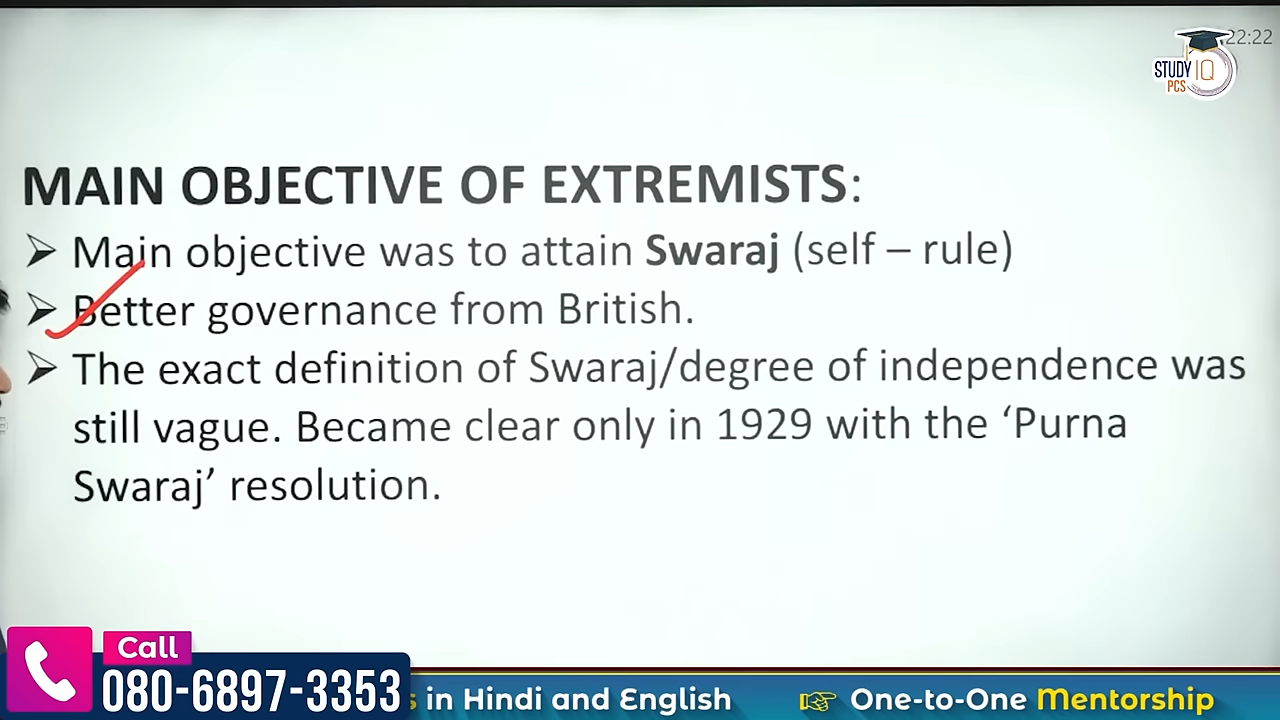 22:22
STUDY IQ
PCS
MAIN OBJECTIVE OF EXTREMISTS:
➢ Main objective was to attain Swaraj (self – rule)
➢ Better governance from British.
➢ The exact definition of Swaraj/degree of independence was
still vague. Became clear only in 1929 with the ‘Purna
Swaraj’ resolution.
Call
080-6897-3353
s in Hindi and English
One-to-One Mentorship